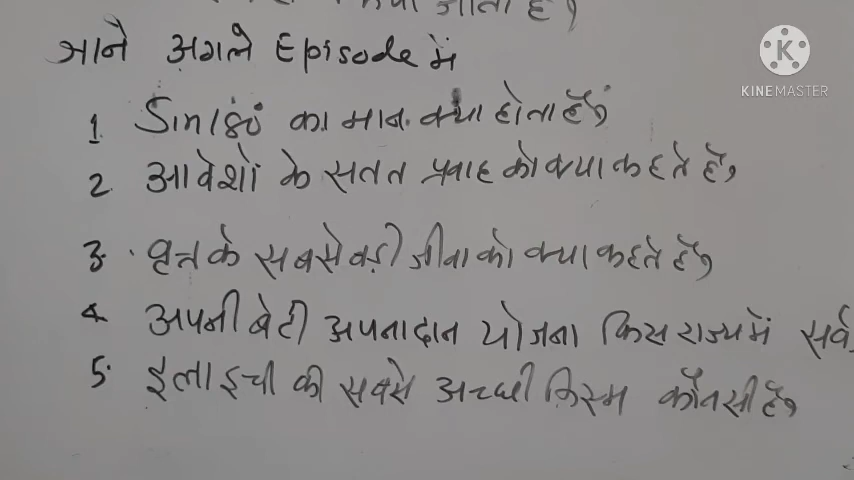 जाने अगले Episode में
1 Sin180 का मान क्या होता हैं?
2 आवेशों के सतत प्रवाह को क्या कहते हैं?
3. वृत्त के सबसे बड़ी जीवा को क्या कहते हैं?
4 अपनी बेटी अपनादान योजना किस राज्य में सर्व
5. इलाइची की सबसे अच्छी किस्म कौनसी है?
K
KINEMASTER